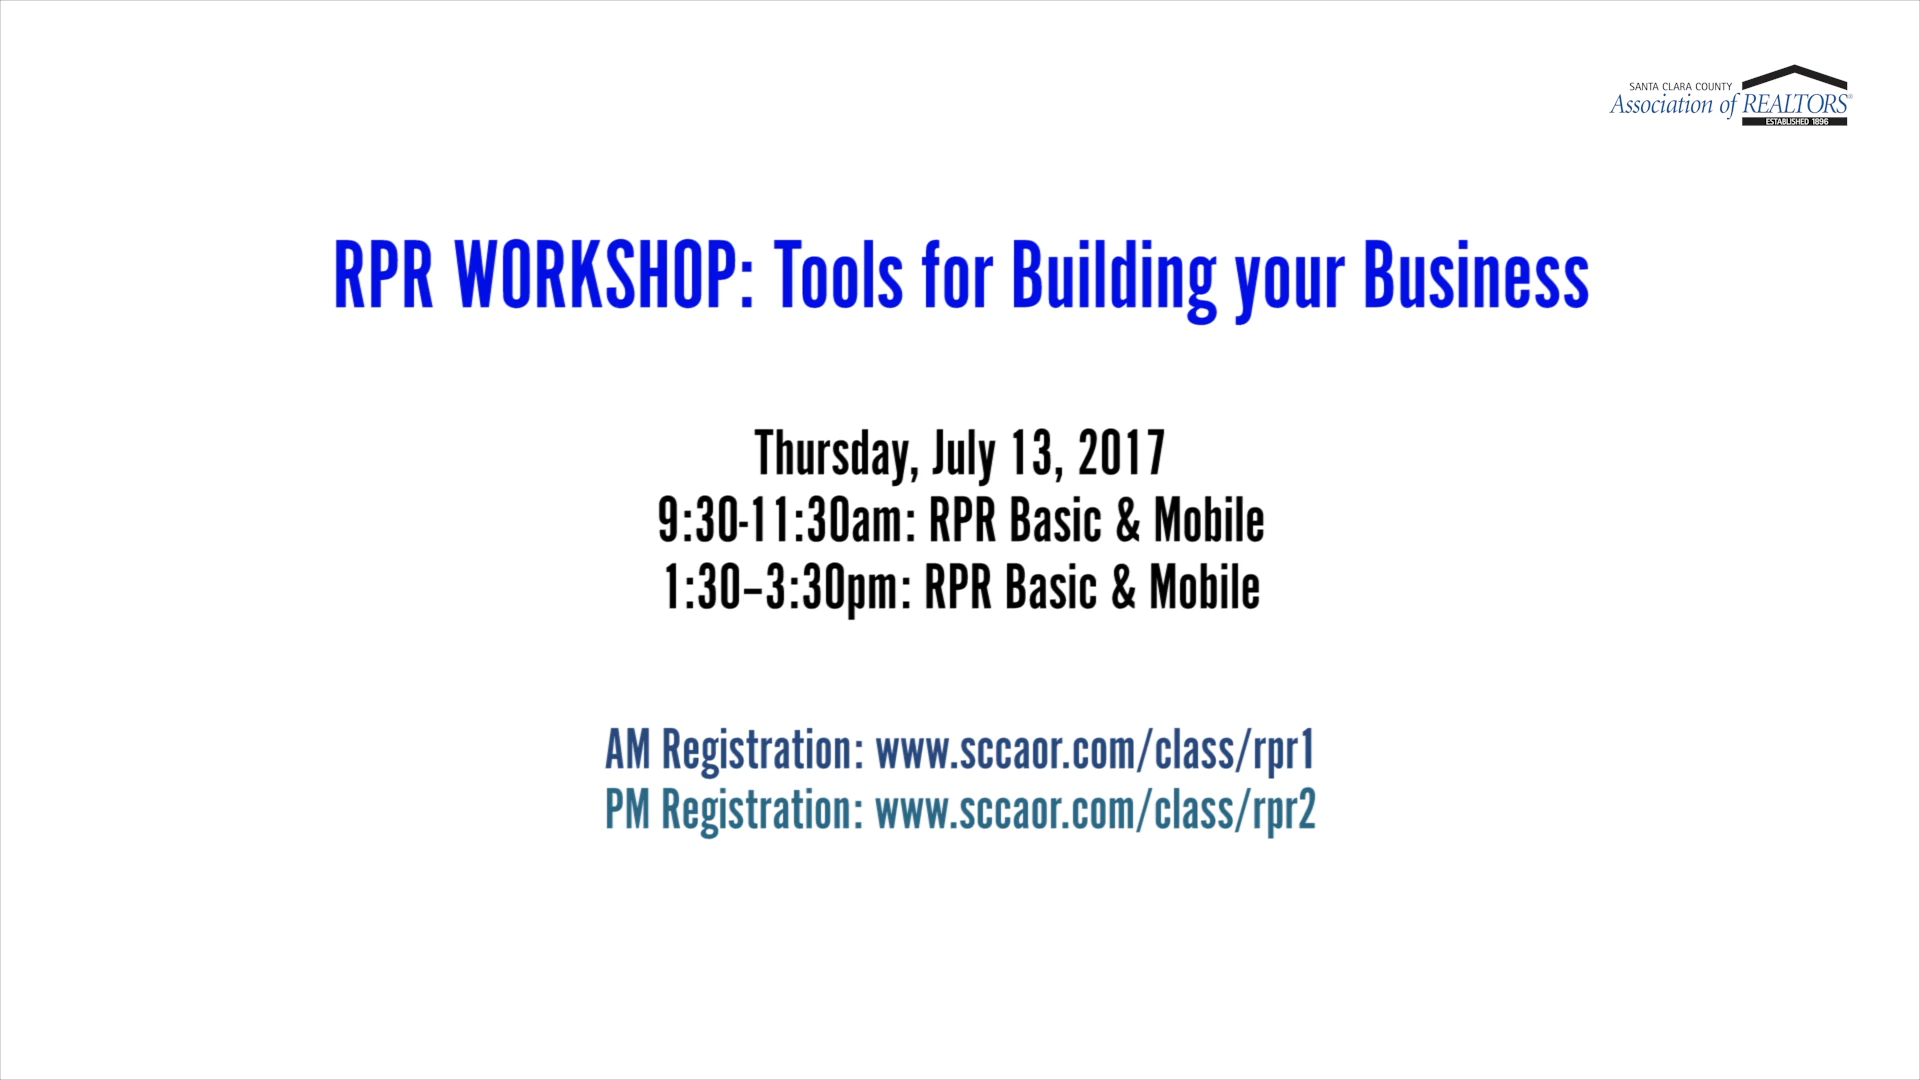 SANTA CLARA COUNTY
Association of REALTORS®
ESTABLISHED 1896
RPR WORKSHOP: Tools for Building your Business
Thursday, July 13, 2017
9:30-11:30am: RPR Basic & Mobile
1:30–3:30pm: RPR Basic & Mobile
AM Registration: www.sccaor.com/class/rpr1
PM Registration: www.sccaor.com/class/rpr2